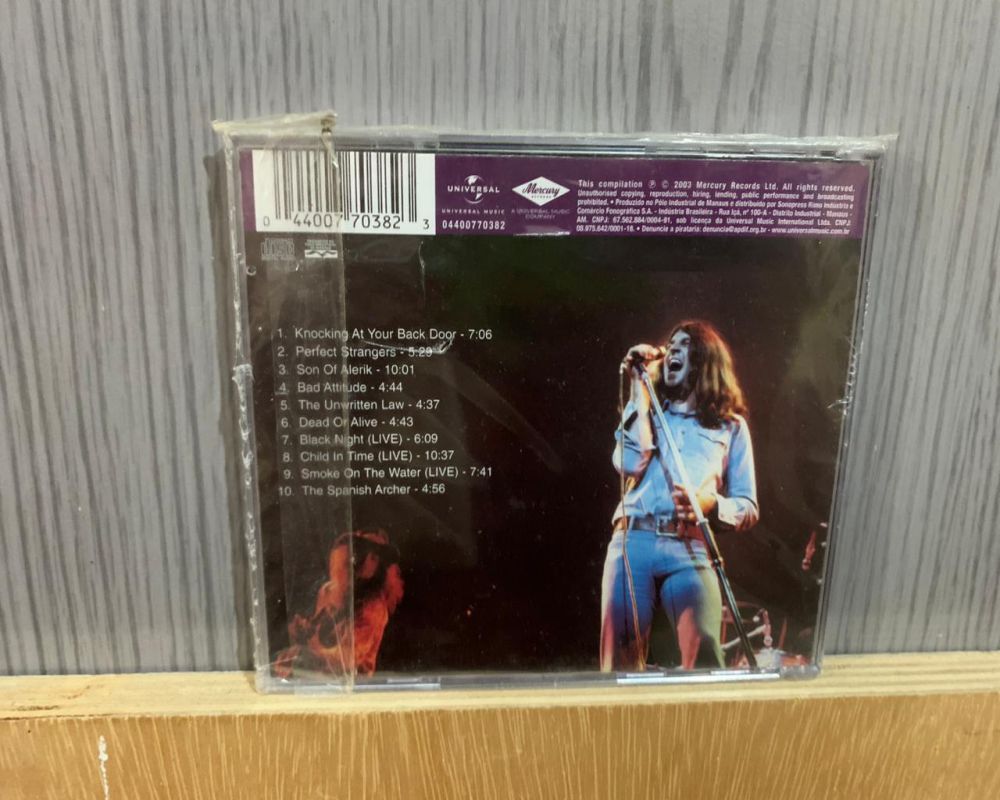 0 44007 70382 3
UNIVERSAL
UNIVERSAL MUSIC
Mercury
A UNIVERSAL MUSIC
COMPANY
04400770382
This compilation ℗ © 2003 Mercury Records Ltd. All rights reserved.
Unauthorised copying, reproduction, hiring, lending, public performance and broadcasting
prohibited. • Produzido no Pólo Industrial de Manaus e distribuído por Sonopress Rimo Indústria e
Comércio Fonográfica S.A. - Indústria Brasileira - Rua Içá, nº 100-A - Distrito Industrial - Manaus -
AM. CNPJ: 67.562.884/0004-91, sob licença da Universal Music International Ltda. CNPJ:
08.975.642/0001-18. • Denuncie a pirataria: denuncia@apdif.org.br - www.universalmusic.com.br
1. Knocking At Your Back Door - 7:06
2. Perfect Strangers - 5:29
3. Son Of Alerik - 10:01
4. Bad Attitude - 4:44
5. The Unwritten Law - 4:37
6. Dead Or Alive - 4:43
7. Black Night (LIVE) - 6:09
8. Child In Time (LIVE) - 10:37
9. Smoke On The Water (LIVE) - 7:41
10. The Spanish Archer - 4:56